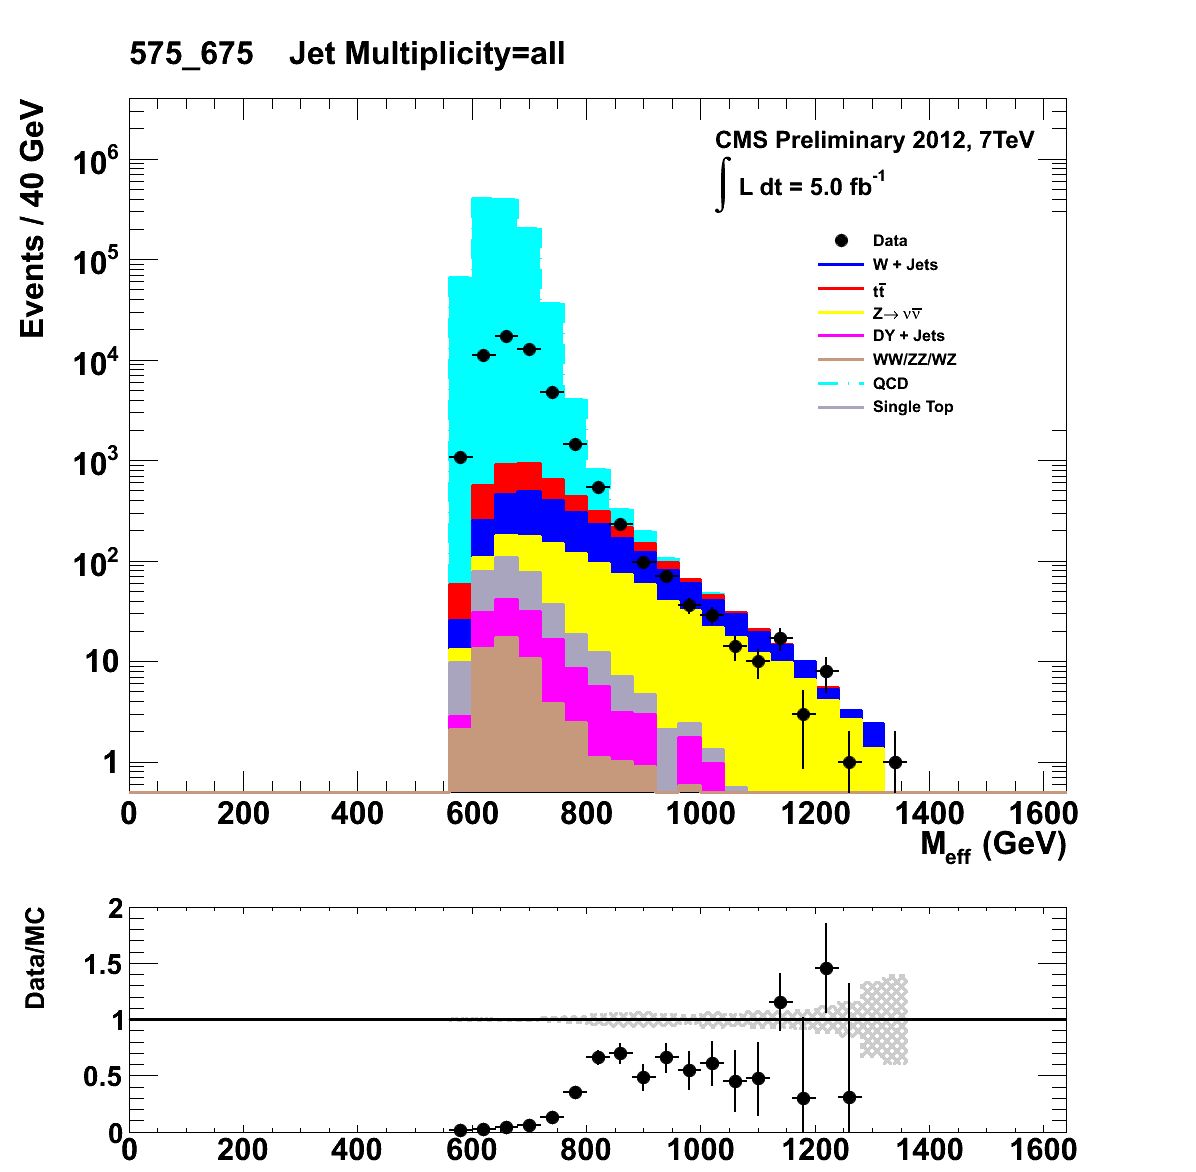 575_675 Jet Multiplicity=all
Events / 40 GeV
CMS Preliminary 2012, 7TeV
∫ L dt = 5.0 fb⁻¹
Data
W + Jets
tt̅
Z→ νν̅
DY + Jets
WW/ZZ/WZ
QCD
Single Top
10⁶
10⁵
10⁴
10³
10²
10
1
0 200 400 600 800 1000 1200 1400 1600
M_eff (GeV)
Data/MC
2
1.5
1
0.5
0
0 200 400 600 800 1000 1200 1400 1600